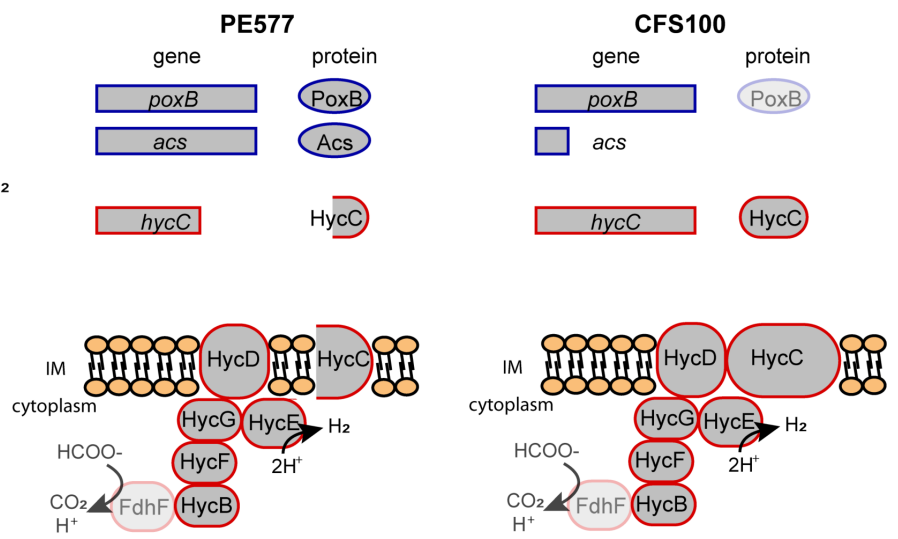 PE577
CFS100
gene
protein
gene
protein
poxB
PoxB
poxB
PoxB
acs
Acs
acs
2
hycC
HycC
hycC
HycC
IM
HycD
HycC
IM
HycD
HycC
cytoplasm
cytoplasm
HycG
HycE
H₂
HycG
HycE
H₂
HCOO-
HycF
2H⁺
HCOO-
HycF
2H⁺
CO₂
FdhF
HycB
CO₂
FdhF
HycB
H⁺
H⁺